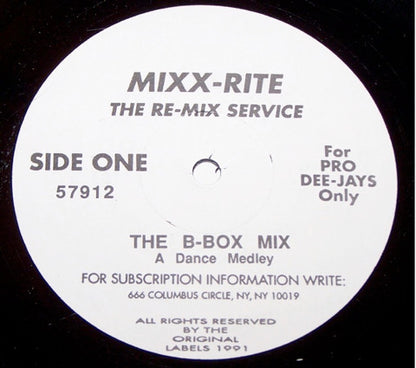 MIXX-RITE
THE RE-MIX SERVICE
SIDE ONE
57912
For
PRO
DEE-JAYS
Only
THE B-BOX MIX
A Dance Medley
FOR SUBSCRIPTION INFORMATION WRITE:
666 COLUMBUS CIRCLE, NY, NY 10019
ALL RIGHTS RESERVED
BY THE
ORIGINAL
LABELS 1991